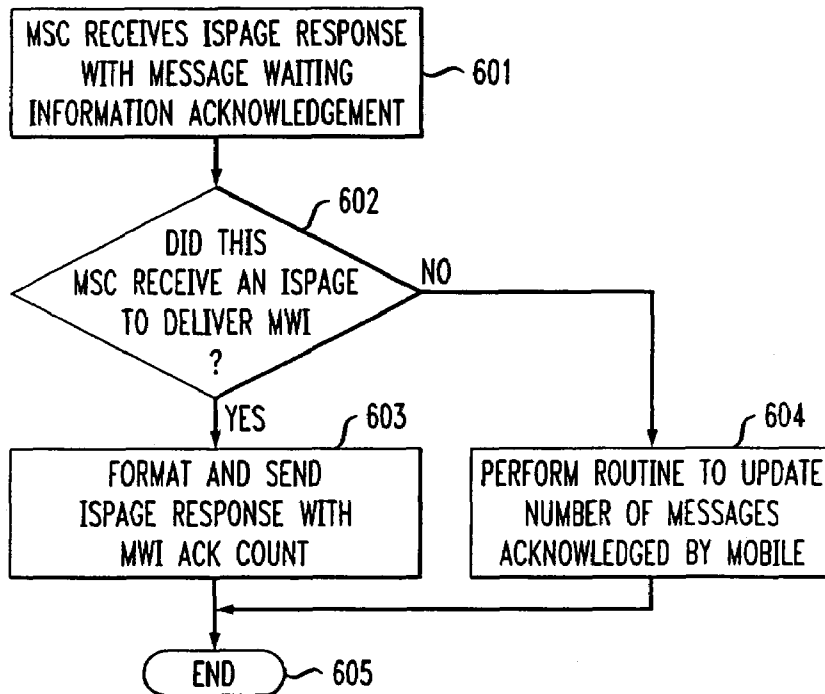 MSC RECEIVES ISPAGE RESPONSE
WITH MESSAGE WAITING
INFORMATION ACKNOWLEDGEMENT
601
602
DID THIS
MSC RECEIVE AN ISPAGE
TO DELIVER MWI
?
NO
YES
603
FORMAT AND SEND
ISPAGE RESPONSE WITH
MWI ACK COUNT
604
PERFORM ROUTINE TO UPDATE
NUMBER OF MESSAGES
ACKNOWLEDGED BY MOBILE
END
605